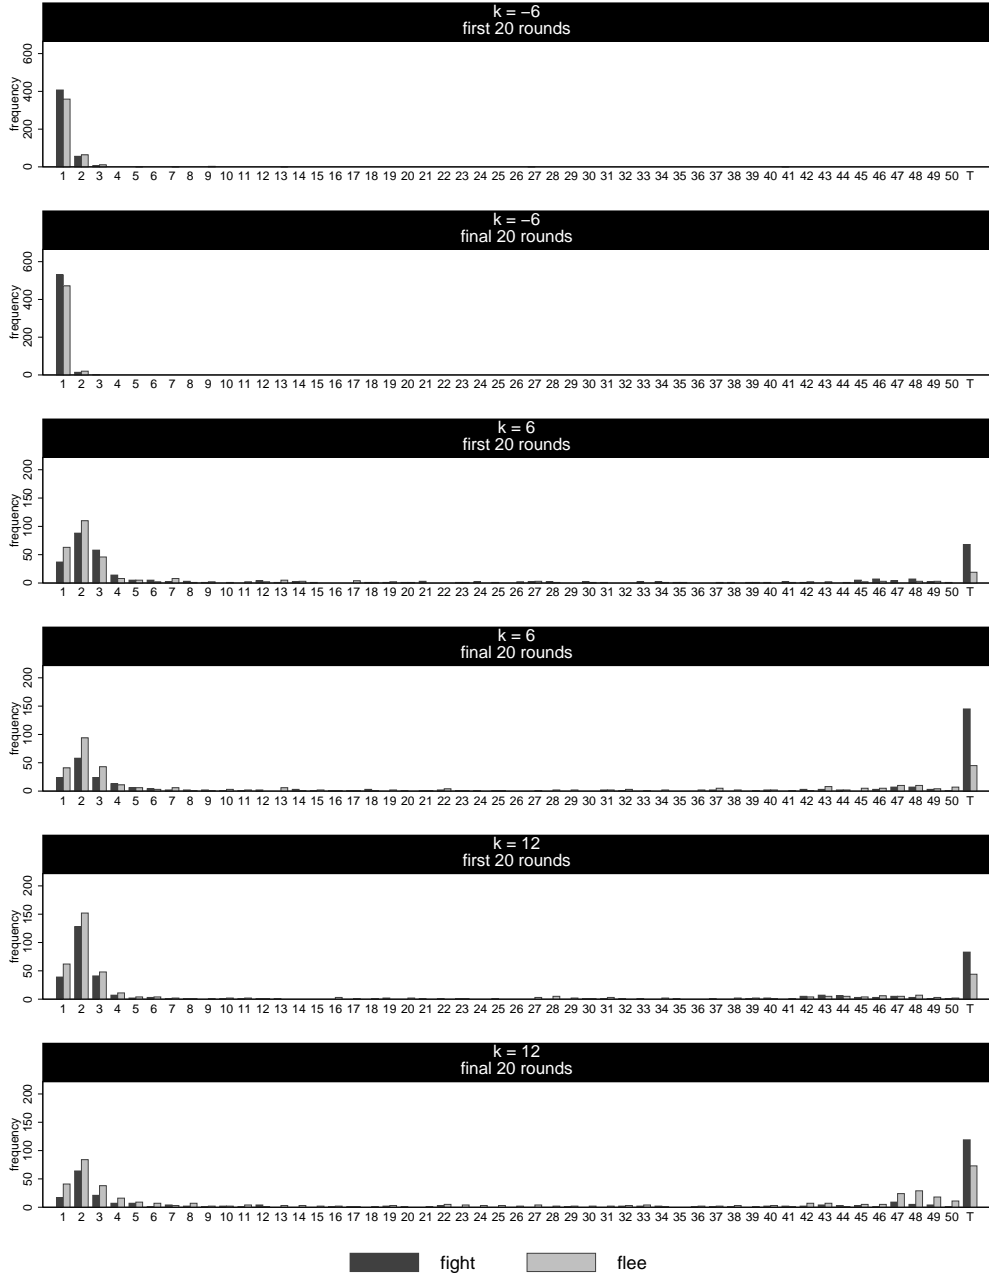 k = −6
first 20 rounds
frequency
600
400
200
0
1 2 3 4 5 6 7 8 9 10 11 12 13 14 15 16 17 18 19 20 21 22 23 24 25 26 27 28 29 30 31 32 33 34 35 36 37 38 39 40 41 42 43 44 45 46 47 48 49 50 T
k = −6
final 20 rounds
frequency
600
400
200
0
1 2 3 4 5 6 7 8 9 10 11 12 13 14 15 16 17 18 19 20 21 22 23 24 25 26 27 28 29 30 31 32 33 34 35 36 37 38 39 40 41 42 43 44 45 46 47 48 49 50 T
k = 6
first 20 rounds
frequency
200
150
100
50
0
1 2 3 4 5 6 7 8 9 10 11 12 13 14 15 16 17 18 19 20 21 22 23 24 25 26 27 28 29 30 31 32 33 34 35 36 37 38 39 40 41 42 43 44 45 46 47 48 49 50 T
k = 6
final 20 rounds
frequency
200
150
100
50
0
1 2 3 4 5 6 7 8 9 10 11 12 13 14 15 16 17 18 19 20 21 22 23 24 25 26 27 28 29 30 31 32 33 34 35 36 37 38 39 40 41 42 43 44 45 46 47 48 49 50 T
k = 12
first 20 rounds
frequency
200
150
100
50
0
1 2 3 4 5 6 7 8 9 10 11 12 13 14 15 16 17 18 19 20 21 22 23 24 25 26 27 28 29 30 31 32 33 34 35 36 37 38 39 40 41 42 43 44 45 46 47 48 49 50 T
k = 12
final 20 rounds
frequency
200
150
100
50
0
1 2 3 4 5 6 7 8 9 10 11 12 13 14 15 16 17 18 19 20 21 22 23 24 25 26 27 28 29 30 31 32 33 34 35 36 37 38 39 40 41 42 43 44 45 46 47 48 49 50 T
fight flee